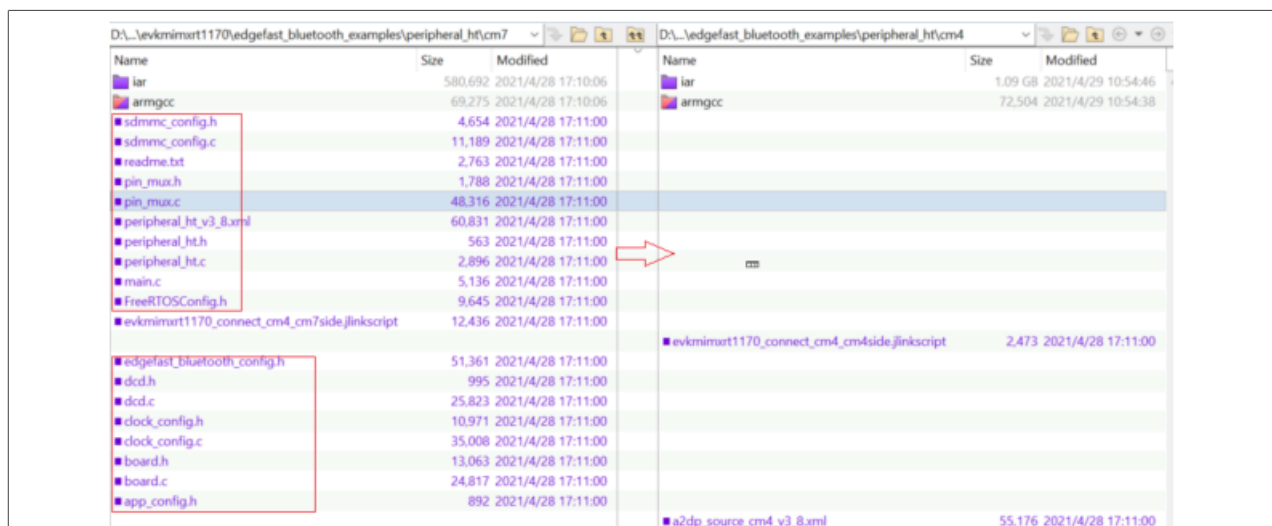 D:\...\evkmimxrt1170\edgefast_bluetooth_examples\peripheral_ht\cm7 D:\...\edgefast_bluetooth_examples\peripheral_ht\cm4
Name Size Modified Name Size Modified
iar 580,692 2021/4/28 17:10:06 iar 1.09 GB 2021/4/29 10:54:46
armgcc 69,275 2021/4/28 17:10:06 armgcc 72,504 2021/4/29 10:54:38
sdmmc_config.h 4,654 2021/4/28 17:11:00
sdmmc_config.c 11,189 2021/4/28 17:11:00
readme.txt 2,763 2021/4/28 17:11:00
pin_mux.h 1,788 2021/4/28 17:11:00
pin_mux.c 48,316 2021/4/28 17:11:00
peripheral_ht_v3_8.xml 60,831 2021/4/28 17:11:00
peripheral_ht.h 563 2021/4/28 17:11:00
peripheral_ht.c 2,896 2021/4/28 17:11:00
main.c 5,136 2021/4/28 17:11:00
FreeRTOSConfig.h 9,645 2021/4/28 17:11:00
evkmimxrt1170_connect_cm4_cm7side.jlinkscript 12,436 2021/4/28 17:11:00
evkmimxrt1170_connect_cm4_cm4side.jlinkscript 2,473 2021/4/28 17:11:00
edgefast_bluetooth_config.h 51,361 2021/4/28 17:11:00
dcd.h 995 2021/4/28 17:11:00
dcd.c 25,823 2021/4/28 17:11:00
clock_config.h 10,971 2021/4/28 17:11:00
clock_config.c 35,008 2021/4/28 17:11:00
board.h 13,063 2021/4/28 17:11:00
board.c 24,817 2021/4/28 17:11:00
app_config.h 892 2021/4/28 17:11:00
a2dp_source_cm4_v3_8.xml 55,176 2021/4/28 17:11:00